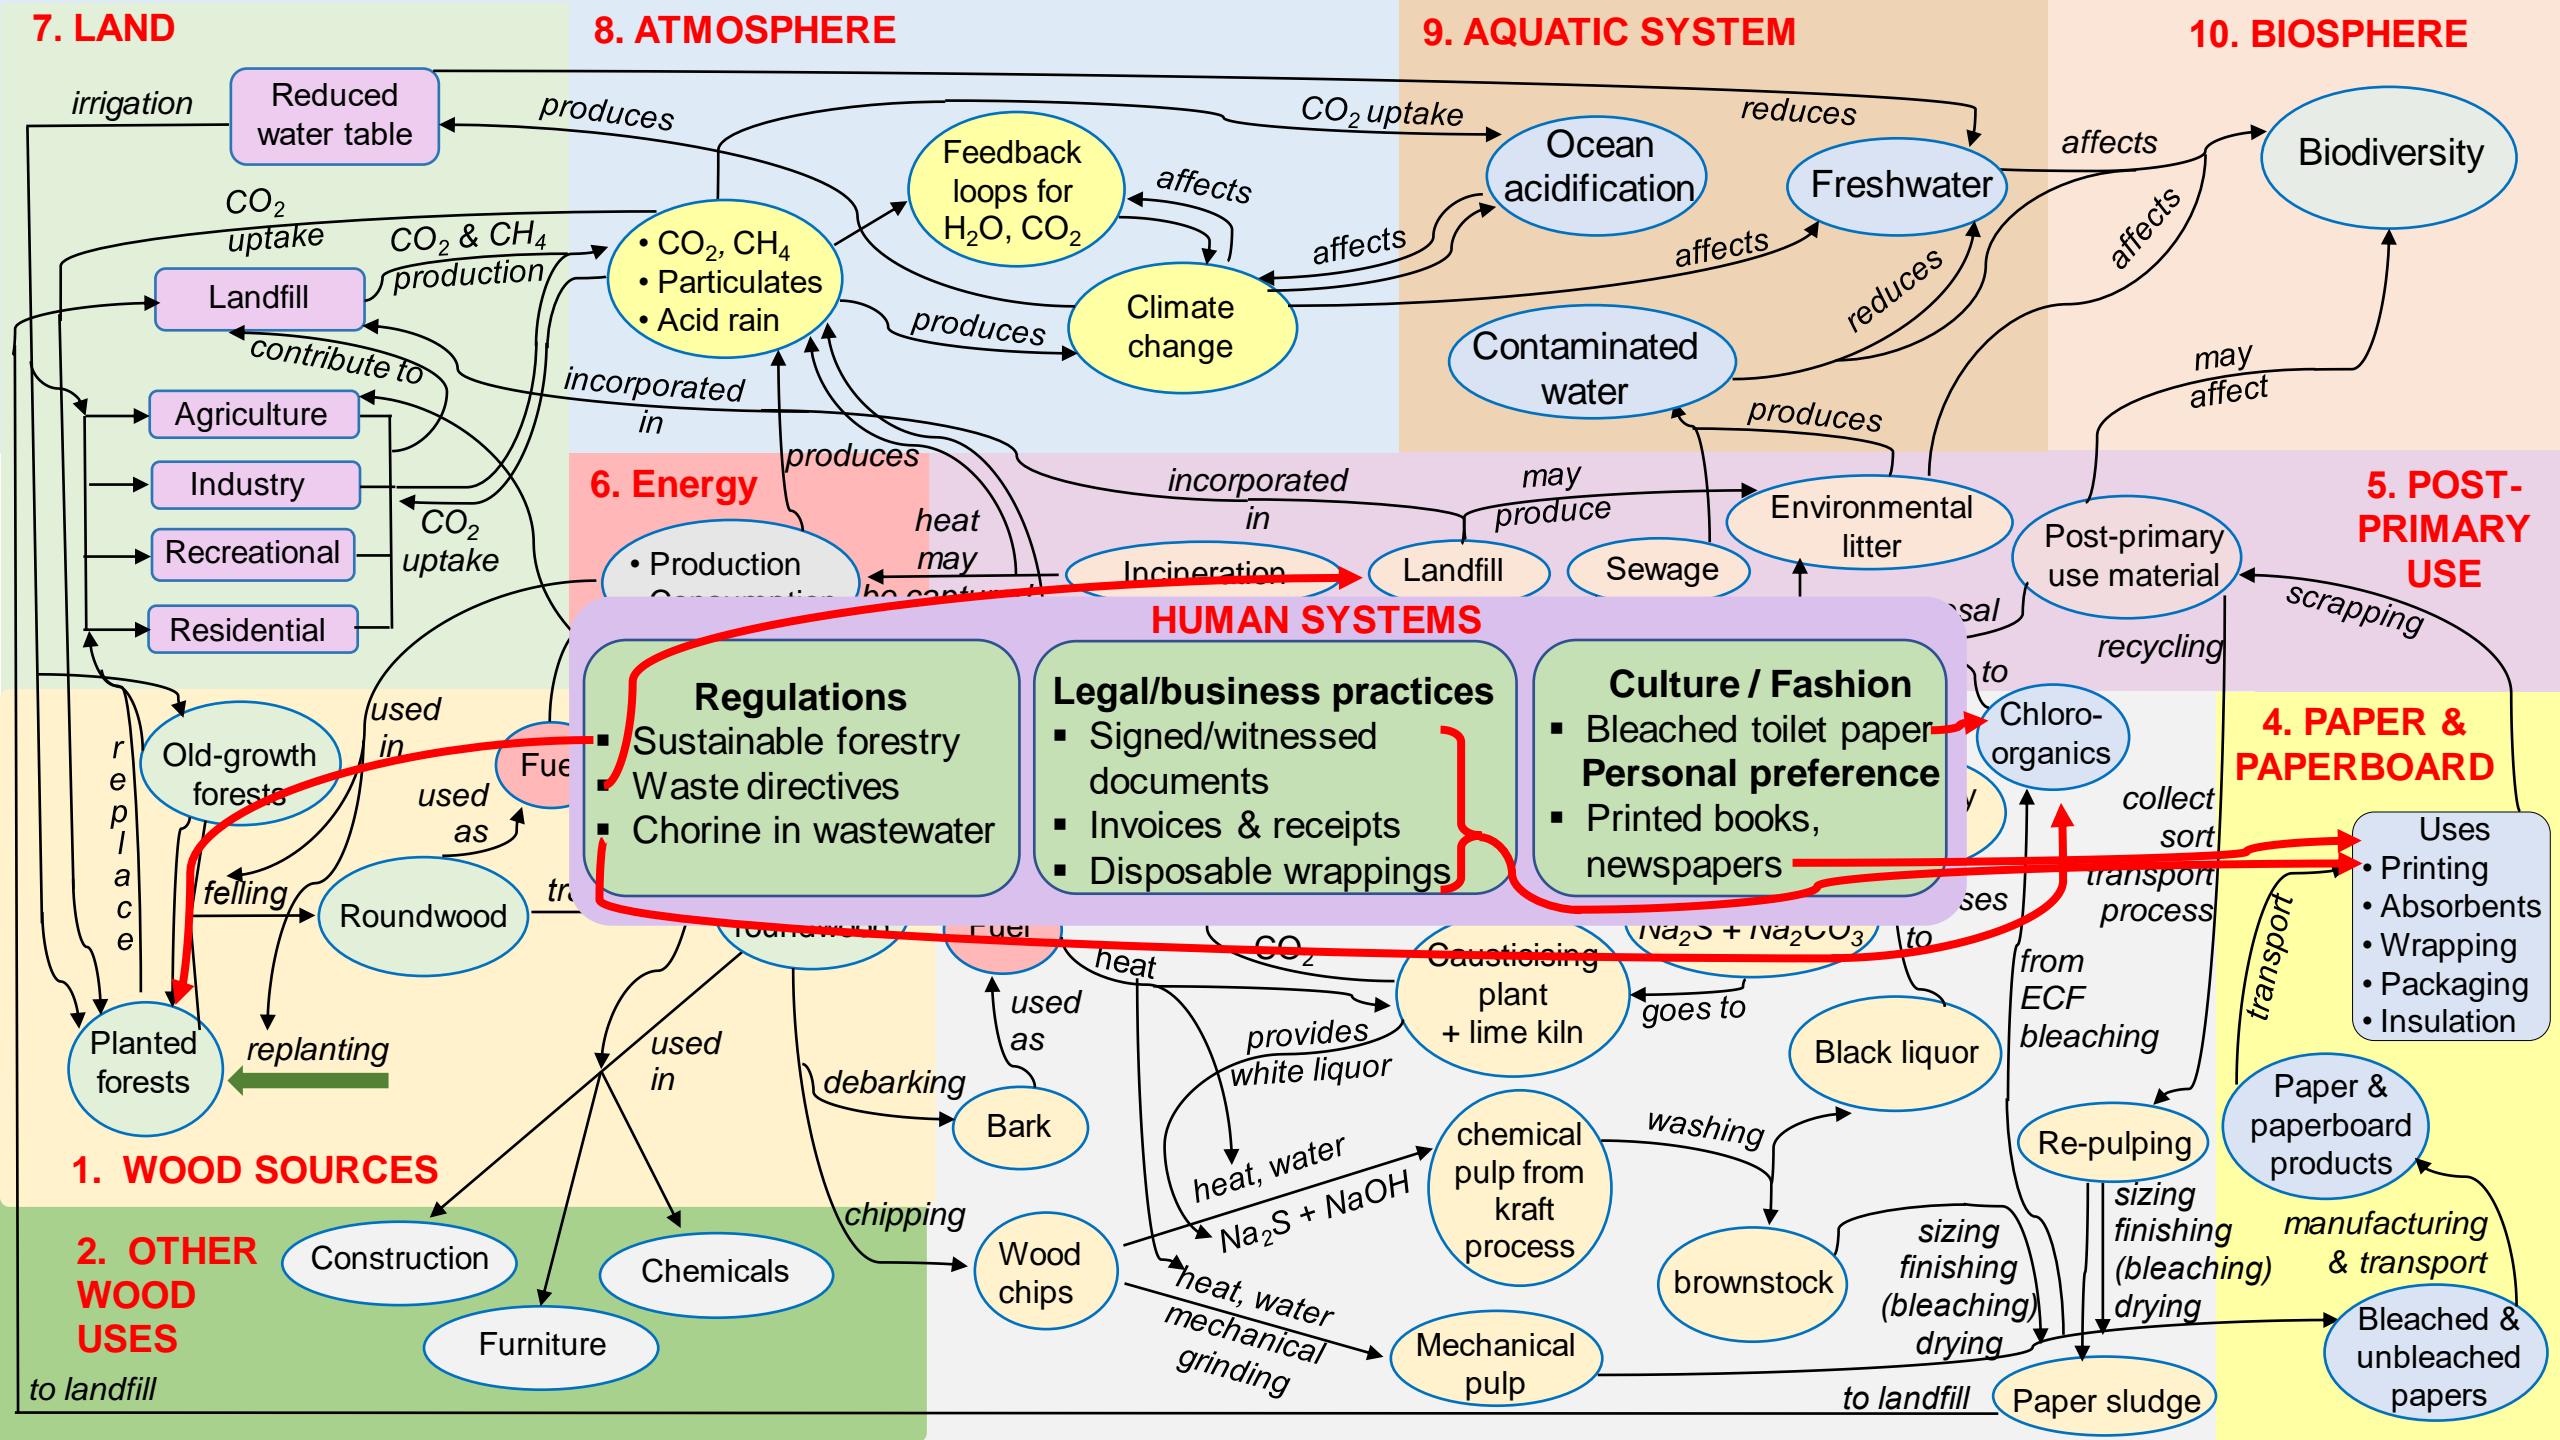 7. LAND
8. ATMOSPHERE
9. AQUATIC SYSTEM
10. BIOSPHERE
irrigation
Reduced
water table
produces
CO2 uptake
reduces
affects
Biodiversity
Feedback
loops for
H2O, CO2
affects
Ocean
acidification
Freshwater
affects
CO2
uptake
CO2 & CH4
production
• CO2, CH4
• Particulates
• Acid rain
affects
affects
reduces
Landfill
contribute to
produces
Climate
change
Contaminated
water
may
affect
Agriculture
incorporated
in
produces
Industry
CO2
uptake
Recreational
Residential
produces
6. Energy
• Production
heat
may
incorporated
in
may
produce
Incineration
Landfill
Sewage
Environmental
litter
Post-primary
use material
5. POST-
PRIMARY
USE
scrapping
recycling
to
HUMAN SYSTEMS
Regulations
▪ Sustainable forestry
▪ Waste directives
▪ Chorine in wastewater
Legal/business practices
▪ Signed/witnessed
documents
▪ Invoices & receipts
▪ Disposable wrappings
Culture / Fashion
▪ Bleached toilet paper
Personal preference
▪ Printed books,
newspapers
Chloro-
organics
4. PAPER &
PAPERBOARD
collect
sort
transport
process
Uses
• Printing
• Absorbents
• Wrapping
• Packaging
• Insulation
used
in
replace
Old-growth
forests
used
as
felling
Roundwood
Planted
forests
replanting
roundwood
Fuel
heat
CO2
Causticising
plant
+ lime kiln
Na2S + Na2CO3
goes to
to
from
ECF
bleaching
transport
used
in
used
as
provides
white liquor
Black liquor
debarking
Bark
chemical
pulp from
kraft
process
washing
Re-pulping
Paper &
paperboard
products
1. WOOD SOURCES
heat, water
Na2S + NaOH
chipping
Wood
chips
brownstock
sizing
finishing
(bleaching)
drying
sizing
finishing
(bleaching)
drying
manufacturing
& transport
2. OTHER
WOOD
USES
Construction
Chemicals
Furniture
heat, water
mechanical
grinding
Mechanical
pulp
Bleached &
unbleached
papers
to landfill
to landfill
Paper sludge